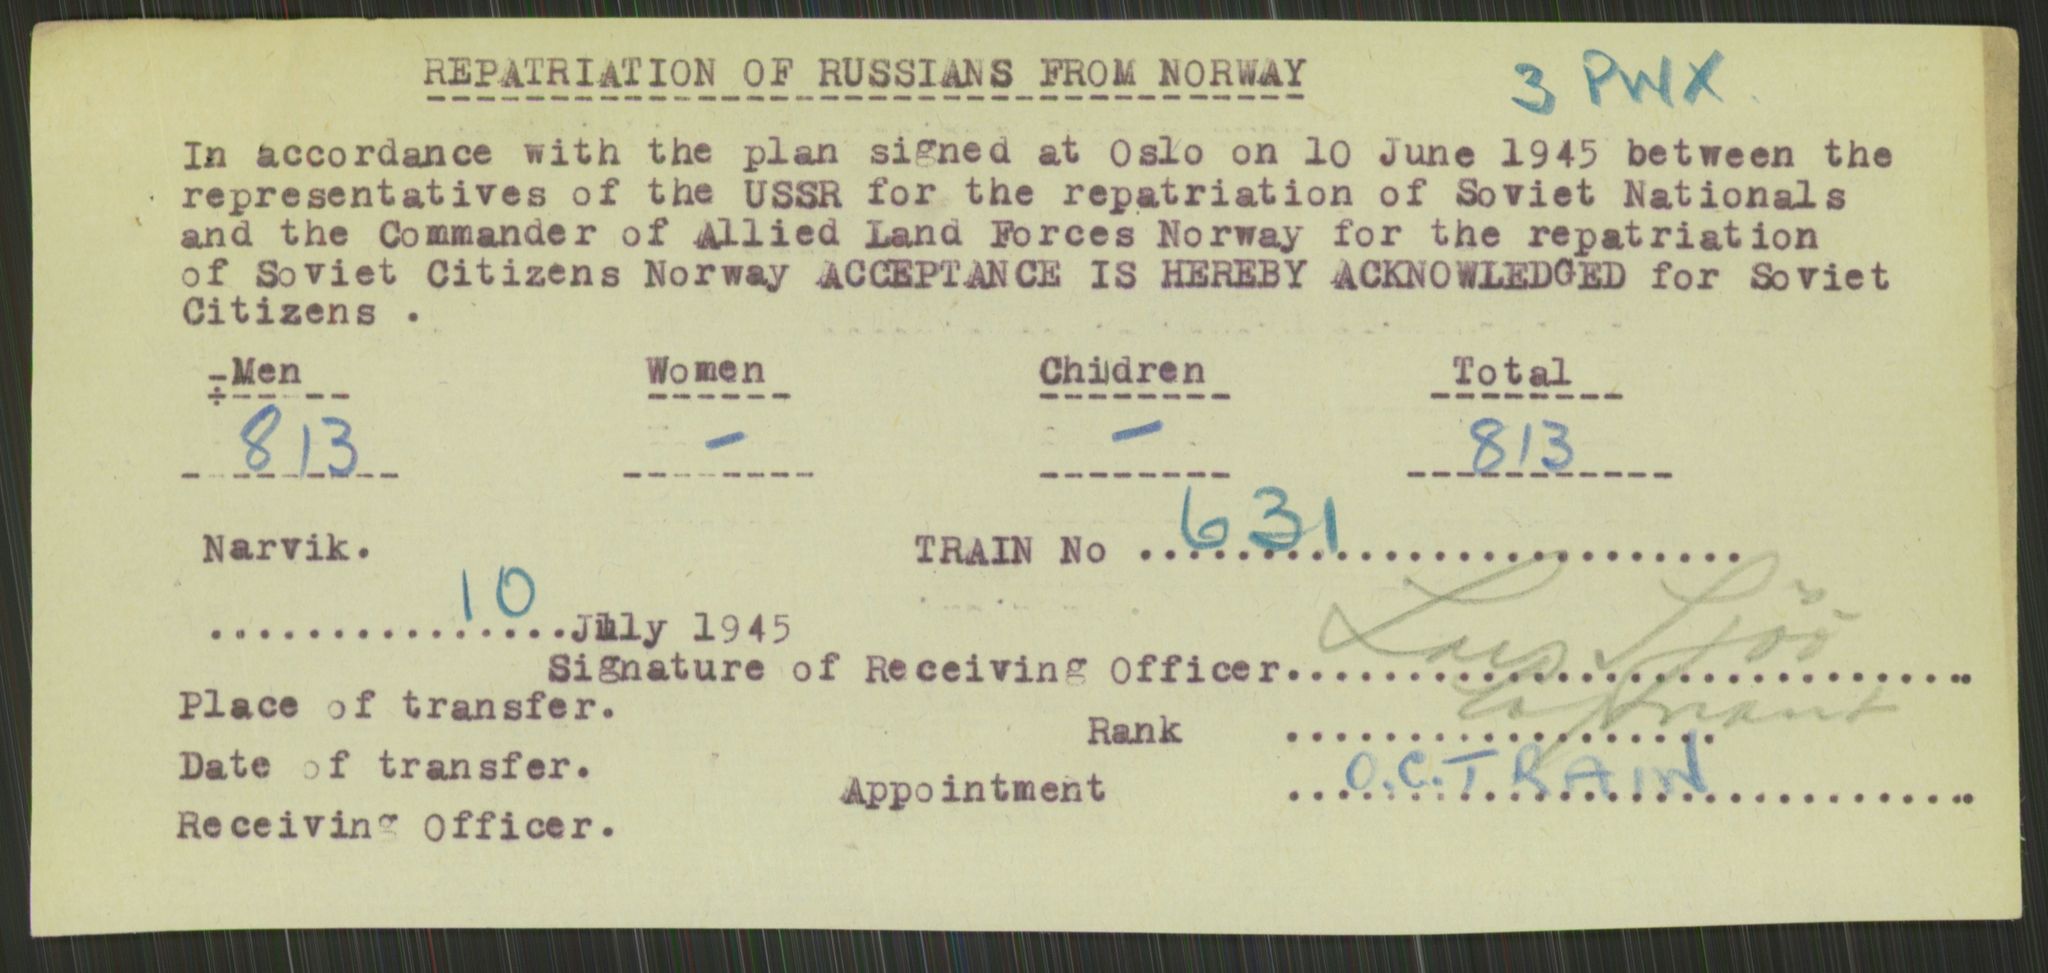 REPATRIATION OF RUSSIANS FROM NORWAY
3 PWX
In accordance with the plan signed at Oslo on 10 June 1945 between the
representatives of the USSR for the repatriation of Soviet Nationals
and the Commander of Allied Land Forces Norway for the repatriation
of Soviet Citizens Norway ACCEPTANCE IS HEREBY ACKNOWLEDGED for Soviet
Citizens .
Men Women Children Total
813 - - 813
Narvik. TRAIN No 631
10 July 1945
Signature of Receiving Officer Lars Sjöö
Place of transfer.
Rank
Date of transfer.
Appointment O.C. TRAIN
Receiving Officer.